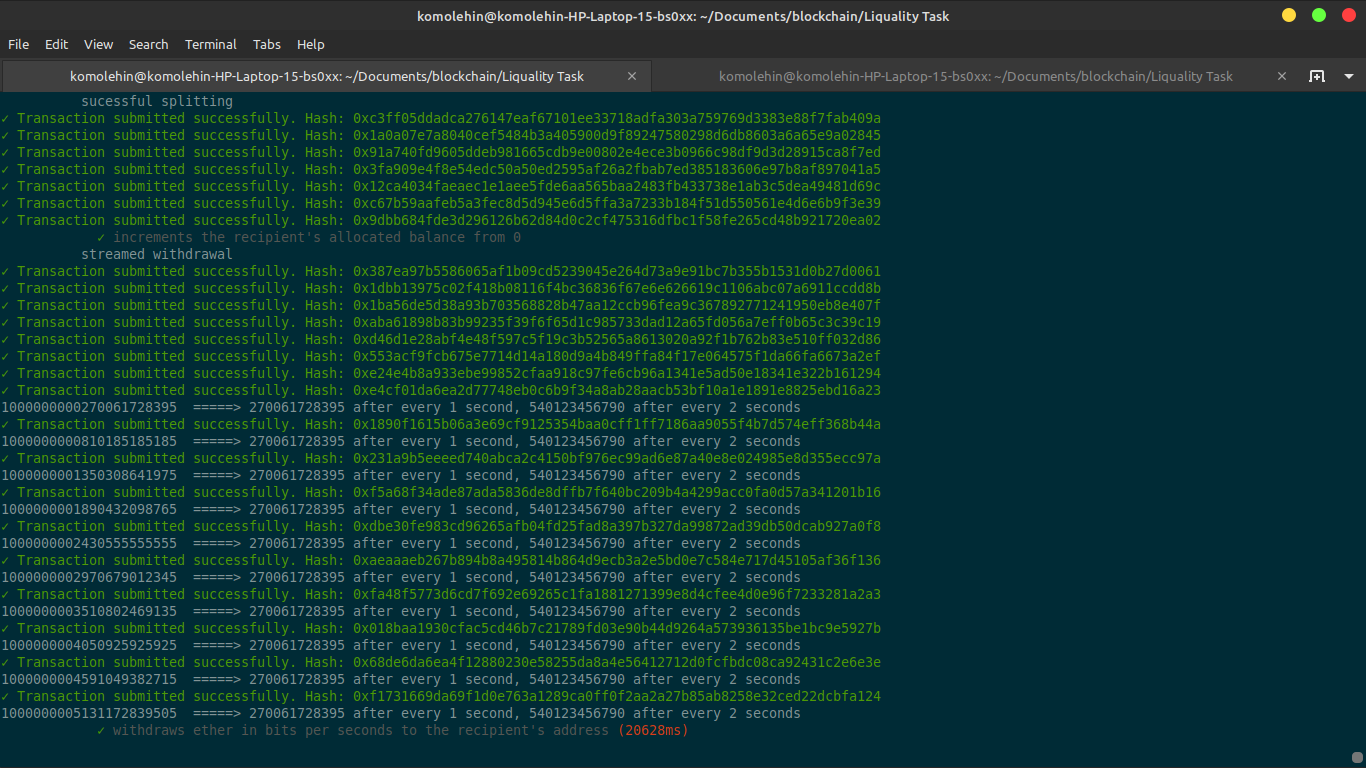 komolehin@komolehin-HP-Laptop-15-bs0xx: ~/Documents/blockchain/Liquality Task
File Edit View Search Terminal Tabs Help
komolehin@komolehin-HP-Laptop-15-bs0xx: ~/Documents/blockchain/Liquality Task × komolehin@komolehin-HP-Laptop-15-bs0xx: ~/Documents/blockchain/Liquality Task ×
sucessful splitting
✓ Transaction submitted successfully. Hash: 0xc3ff05ddadca276147eaf67101ee33718adfa303a759769d3383e88f7fab409a
✓ Transaction submitted successfully. Hash: 0x1a0a07e7a8040cef5484b3a405900d9f89247580298d6db8603a6a65e9a02845
✓ Transaction submitted successfully. Hash: 0x91a740fd9605ddeb981665cdb9e00802e4ece3b0966c98df9d3d28915ca8f7ed
✓ Transaction submitted successfully. Hash: 0x3fa909e4f8e54edc50a50ed2595af26a2fbab7ed385183606e97b8af897041a5
✓ Transaction submitted successfully. Hash: 0x12ca4034faeaec1e1aee5fde6aa565baa2483fb433738e1ab3c5dea49481d69c
✓ Transaction submitted successfully. Hash: 0xc67b59aafeb5a3fec8d5d945e6d5ffa3a7233b184f51d550561e4d6e6b9f3e39
✓ Transaction submitted successfully. Hash: 0x9dbb684fde3d296126b62d84d0c2cf475316dfbc1f58fe265cd48b921720ea02
✓ increments the recipient's allocated balance from 0
streamed withdrawal
✓ Transaction submitted successfully. Hash: 0x387ea97b5586065af1b09cd5239045e264d73a9e91bc7b355b1531d0b27d0061
✓ Transaction submitted successfully. Hash: 0x1dbb13975c02f418b08116f4bc36836f67e6e626619c1106abc07a6911ccdd8b
✓ Transaction submitted successfully. Hash: 0x1ba56de5d38a93b703568828b47aa12ccb96fea9c367892771241950eb8e407f
✓ Transaction submitted successfully. Hash: 0xaba61898b83b99235f39f6f65d1c985733dad12a65fd056a7eff0b65c3c39c19
✓ Transaction submitted successfully. Hash: 0xd46d1e28abf4e48f597c5f19c3b52565a8613020a92f1b762b83e510ff032d86
✓ Transaction submitted successfully. Hash: 0x553acf9fcb675e7714d14a180d9a4b849ffa84f17e064575f1da66fa6673a2ef
✓ Transaction submitted successfully. Hash: 0xe24e4b8a933ebe99852cfaa918c97fe6cb96a1341e5ad50e18341e322b161294
✓ Transaction submitted successfully. Hash: 0xe4cf01da6ea2d77748eb0c6b9f34a8ab28aacb53bf10a1e1891e8825ebd16a23
1000000000270061728395 =====> 270061728395 after every 1 second, 540123456790 after every 2 seconds
✓ Transaction submitted successfully. Hash: 0x1890f1615b06a3e69cf9125354baa0cff1ff7186aa9055f4b7d574eff368b44a
1000000000810185185185 =====> 270061728395 after every 1 second, 540123456790 after every 2 seconds
✓ Transaction submitted successfully. Hash: 0x231a9b5eeeed740abca2c4150bf976ec99ad6e87a40e8e024985e8d355ecc97a
1000000001350308641975 =====> 270061728395 after every 1 second, 540123456790 after every 2 seconds
✓ Transaction submitted successfully. Hash: 0xf5a68f34ade87ada5836de8dffb7f640bc209b4a4299acc0fa0d57a341201b16
1000000001890432098765 =====> 270061728395 after every 1 second, 540123456790 after every 2 seconds
✓ Transaction submitted successfully. Hash: 0xdbe30fe983cd96265afb04fd25fad8a397b327da99872ad39db50dcab927a0f8
1000000002430555555555 =====> 270061728395 after every 1 second, 540123456790 after every 2 seconds
✓ Transaction submitted successfully. Hash: 0xaeaaaeb267b894b8a495814b864d9ecb3a2e5bd0e7c584e717d45105af36f136
1000000002970679012345 =====> 270061728395 after every 1 second, 540123456790 after every 2 seconds
✓ Transaction submitted successfully. Hash: 0xfa48f5773d6cd7f692e69265c1fa1881271399e8d4cfee4d0e96f7233281a2a3
1000000003510802469135 =====> 270061728395 after every 1 second, 540123456790 after every 2 seconds
✓ Transaction submitted successfully. Hash: 0x018baa1930cfac5cd46b7c21789fd03e90b44d9264a573936135be1bc9e5927b
1000000004050925925925 =====> 270061728395 after every 1 second, 540123456790 after every 2 seconds
✓ Transaction submitted successfully. Hash: 0x68de6da6ea4f12880230e58255da8a4e56412712d0fcfbdc08ca92431c2e6e3e
1000000004591049382715 =====> 270061728395 after every 1 second, 540123456790 after every 2 seconds
✓ Transaction submitted successfully. Hash: 0xf1731669da69f1d0e763a1289ca0ff0f2aa2a27b85ab8258e32ced22dcbfa124
1000000005131172839505 =====> 270061728395 after every 1 second, 540123456790 after every 2 seconds
✓ withdraws ether in bits per seconds to the recipient's address (20628ms)